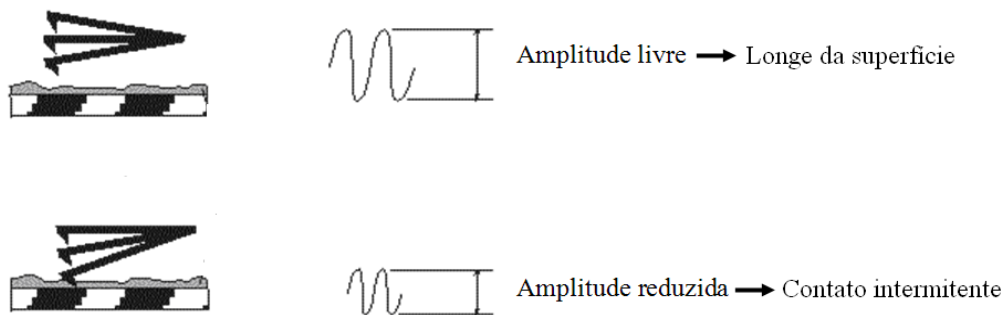 Amplitude livre → Longe da superficie
Amplitude reduzida → Contato intermitente